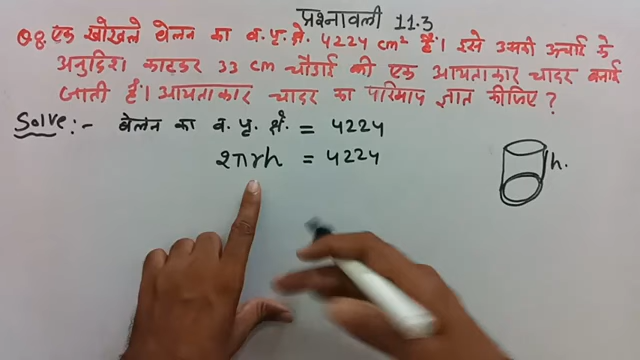 प्रश्नावली 11.3
Q8. एक खोखले बेलन का व. पृ. क्षे. 4224 cm² है। इसे उसकी ऊचाई के
अनुदिश काटकर 33 cm चौडाई की एक आयताकार चादर बनाई
जाती है। आयताकार चादर का परिमाप ज्ञात कीजिए ?
Solve:- बेलन का व. पृ. क्षे. = 4224
2πrh = 4224
h.